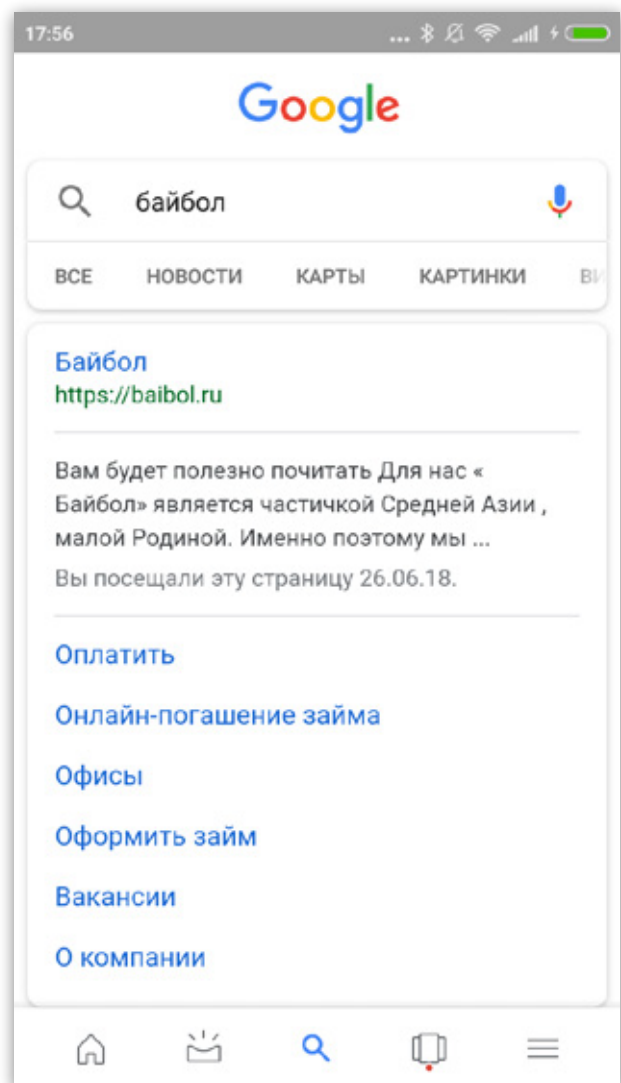 17:56
Google
байбол
ВСЕ НОВОСТИ КАРТЫ КАРТИНКИ ВИ
Байбол
https://baibol.ru
Вам будет полезно почитать Для нас «
Байбол» является частичкой Средней Азии ,
малой Родиной. Именно поэтому мы ...
Вы посещали эту страницу 26.06.18.
Оплатить
Онлайн-погашение займа
Офисы
Оформить займ
Вакансии
О компании